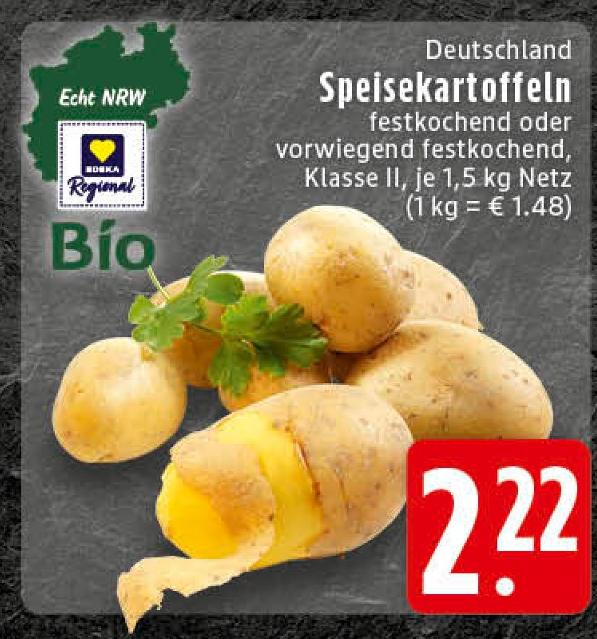 Echt NRW
EDEKA
Regional
Bio
Deutschland
Speisekartoffeln
festkochend oder
vorwiegend festkochend,
Klasse II, je 1,5 kg Netz
(1 kg = € 1.48)
2.22